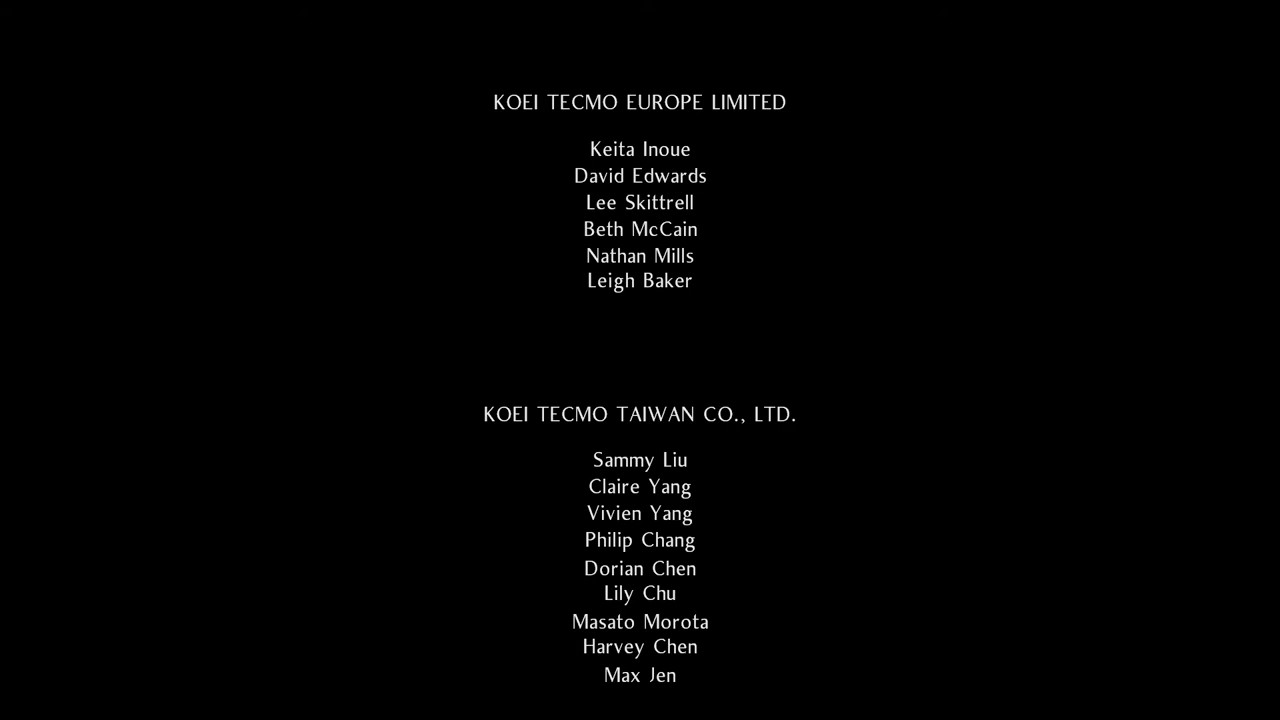 KOEI TECMO EUROPE LIMITED
Keita Inoue
David Edwards
Lee Skittrell
Beth McCain
Nathan Mills
Leigh Baker
KOEI TECMO TAIWAN CO., LTD.
Sammy Liu
Claire Yang
Vivien Yang
Philip Chang
Dorian Chen
Lily Chu
Masato Morota
Harvey Chen
Max Jen